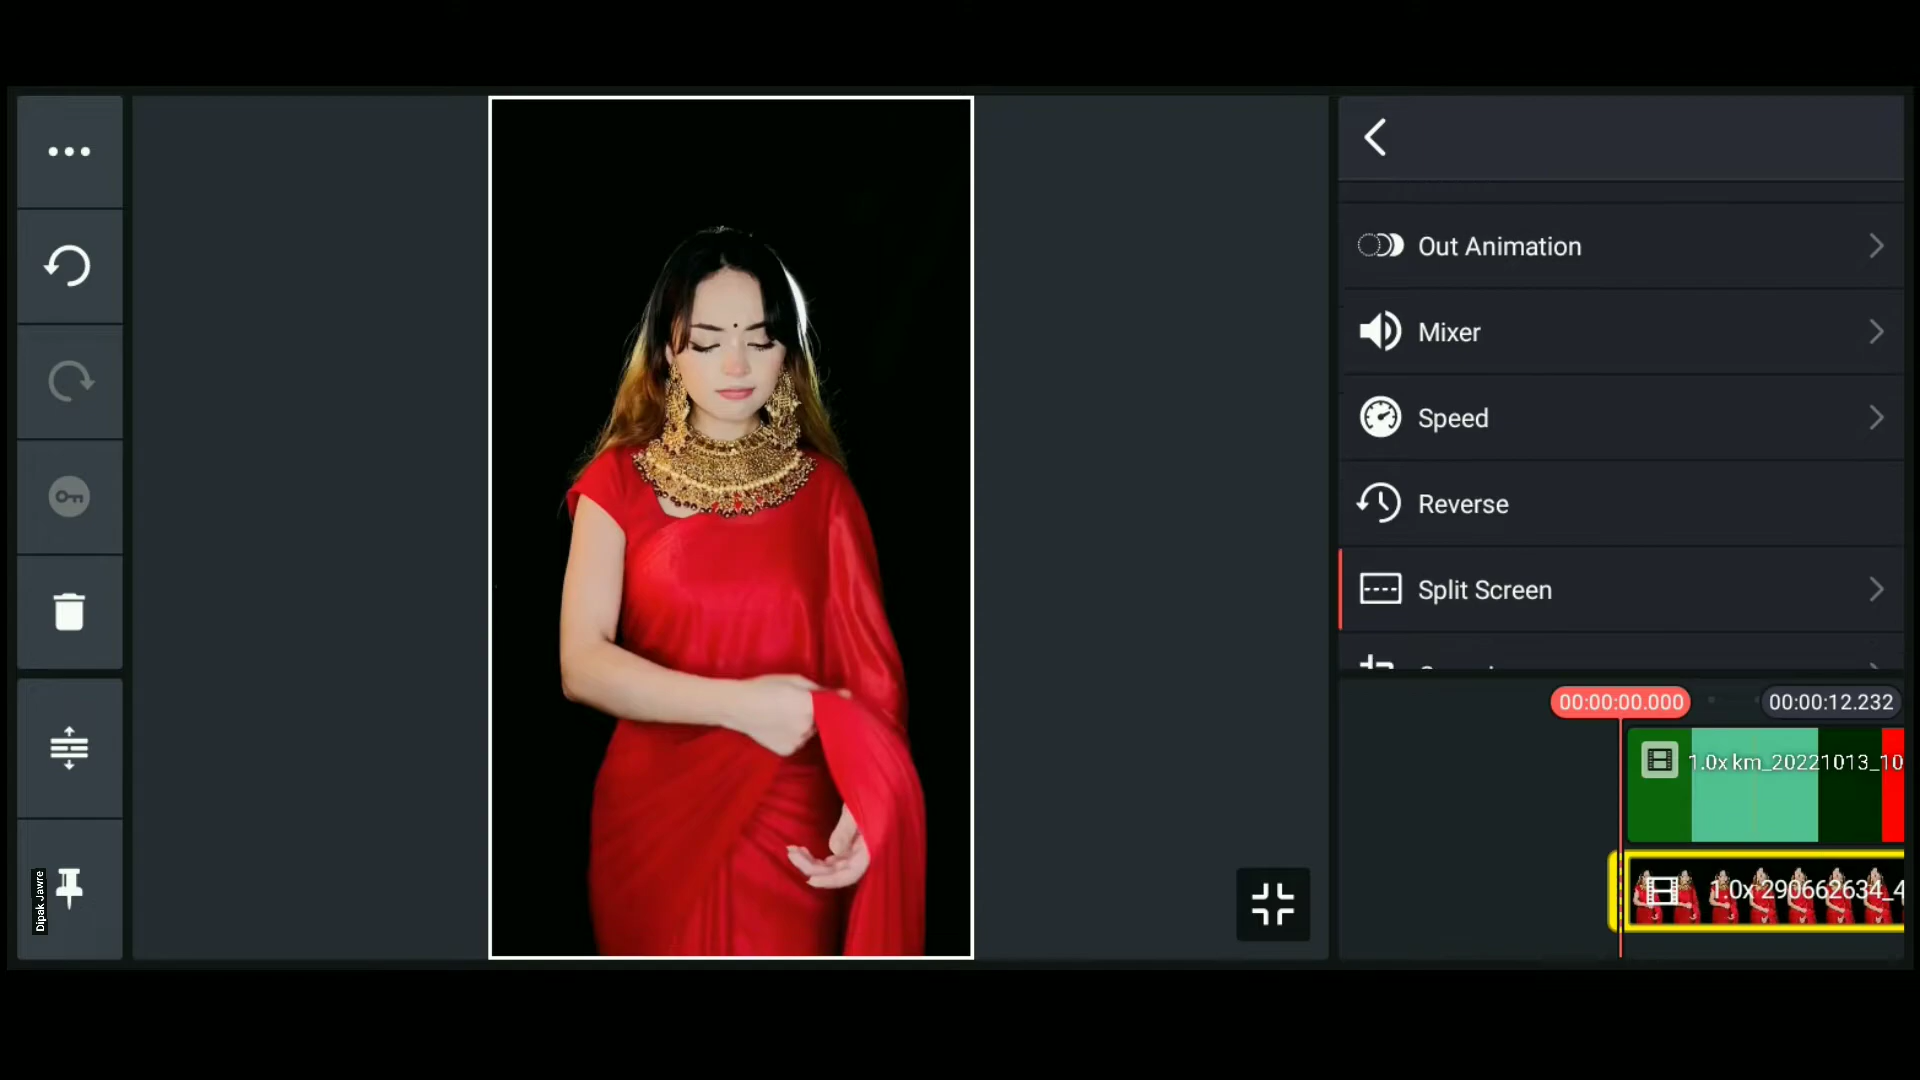 Out Animation
Mixer
Speed
Reverse
Split Screen
00:00:00.000
00:00:12.232
1.0x km_20221013_10
1.0x 290662634_4
Dipak Jawre